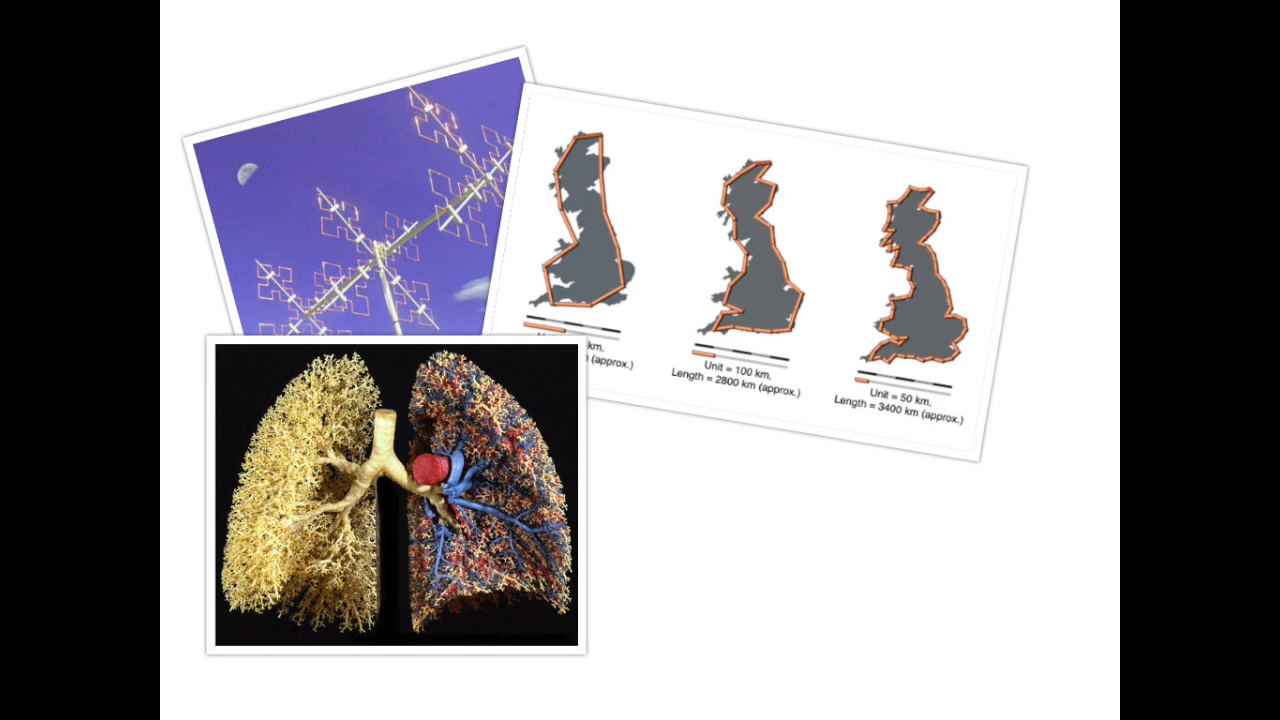 km,
(approx.)
Unit = 100 km,
Length = 2800 km (approx.)
Unit = 50 km,
Length = 3400 km (approx.)